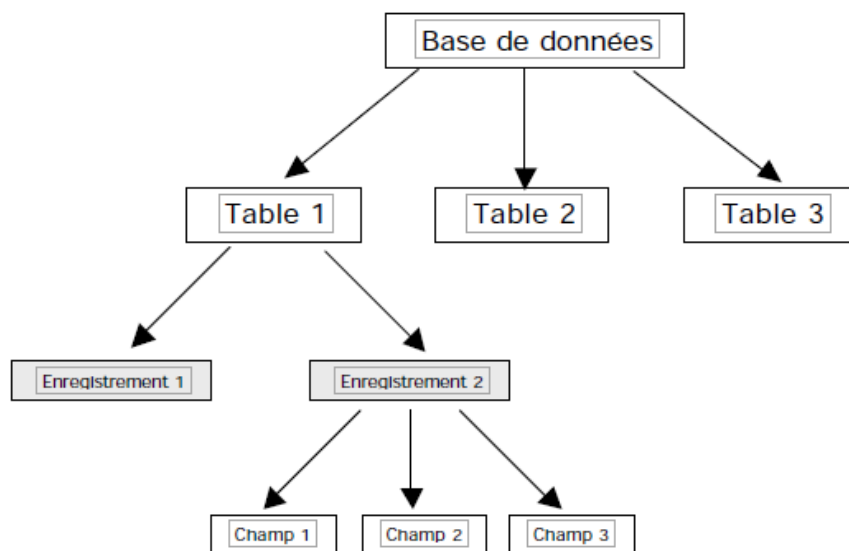 Base de données
Table 1
Table 2
Table 3
Enregistrement 1
Enregistrement 2
Champ 1
Champ 2
Champ 3